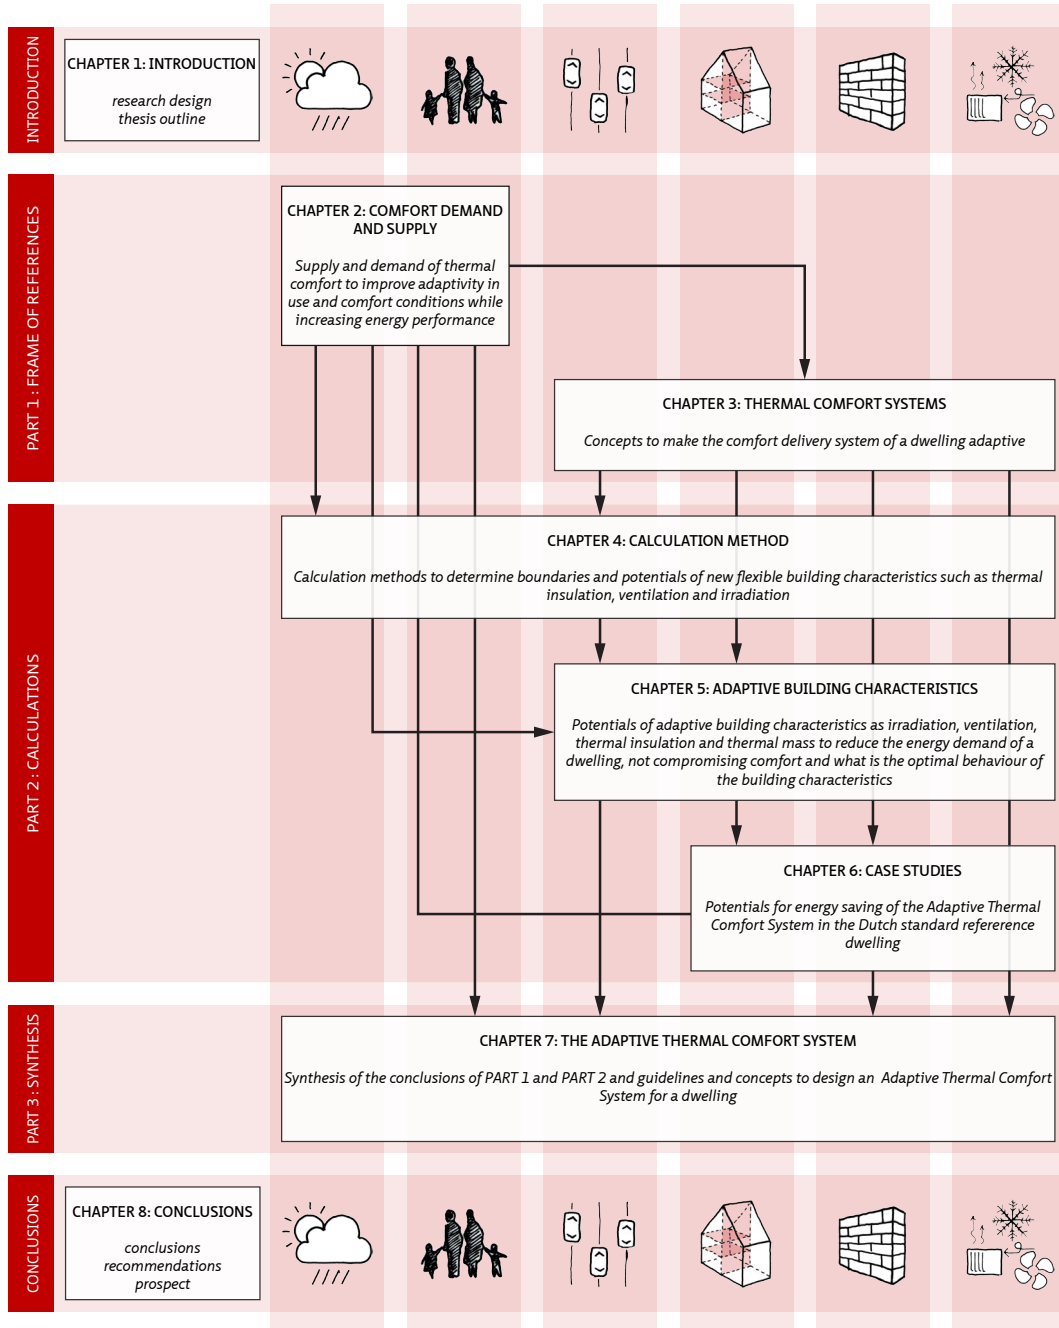 INTRODUCTION
CHAPTER 1: INTRODUCTION
research design
thesis outline
PART 1 : FRAME OF REFERENCES
CHAPTER 2: COMFORT DEMAND
AND SUPPLY
Supply and demand of thermal
comfort to improve adaptivity in
use and comfort conditions while
increasing energy performance
CHAPTER 3: THERMAL COMFORT SYSTEMS
Concepts to make the comfort delivery system of a dwelling adaptive
PART 2 : CALCULATIONS
CHAPTER 4: CALCULATION METHOD
Calculation methods to determine boundaries and potentials of new flexible building characteristics such as thermal
insulation, ventilation and irradiation
CHAPTER 5: ADAPTIVE BUILDING CHARACTERISTICS
Potentials of adaptive building characteristics as irradiation, ventilation,
thermal insulation and thermal mass to reduce the energy demand of a
dwelling, not compromising comfort and what is the optimal behaviour of
the building characteristics
CHAPTER 6: CASE STUDIES
Potentials for energy saving of the Adaptive Thermal
Comfort System in the Dutch standard refererence
dwelling
PART 3 : SYNTHESIS
CHAPTER 7: THE ADAPTIVE THERMAL COMFORT SYSTEM
Synthesis of the conclusions of PART 1 and PART 2 and guidelines and concepts to design an  Adaptive Thermal Comfort
System for a dwelling
CONCLUSIONS
CHAPTER 8: CONCLUSIONS
conclusions
recommendations
prospect